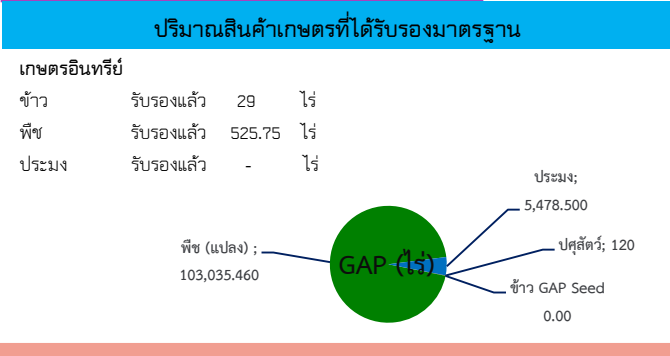 ปริมาณสินค้าเกษตรที่ได้รับรองมาตรฐาน
เกษตรอินทรีย์
ข้าว รับรองแล้ว 29 ไร่
พืช รับรองแล้ว 525.75 ไร่
ประมง รับรองแล้ว - ไร่
ประมง;
5,478.500
พืช (แปลง) ;
103,035.460
GAP (ไร่)
ปศุสัตว์; 120
ข้าว GAP Seed
0.00